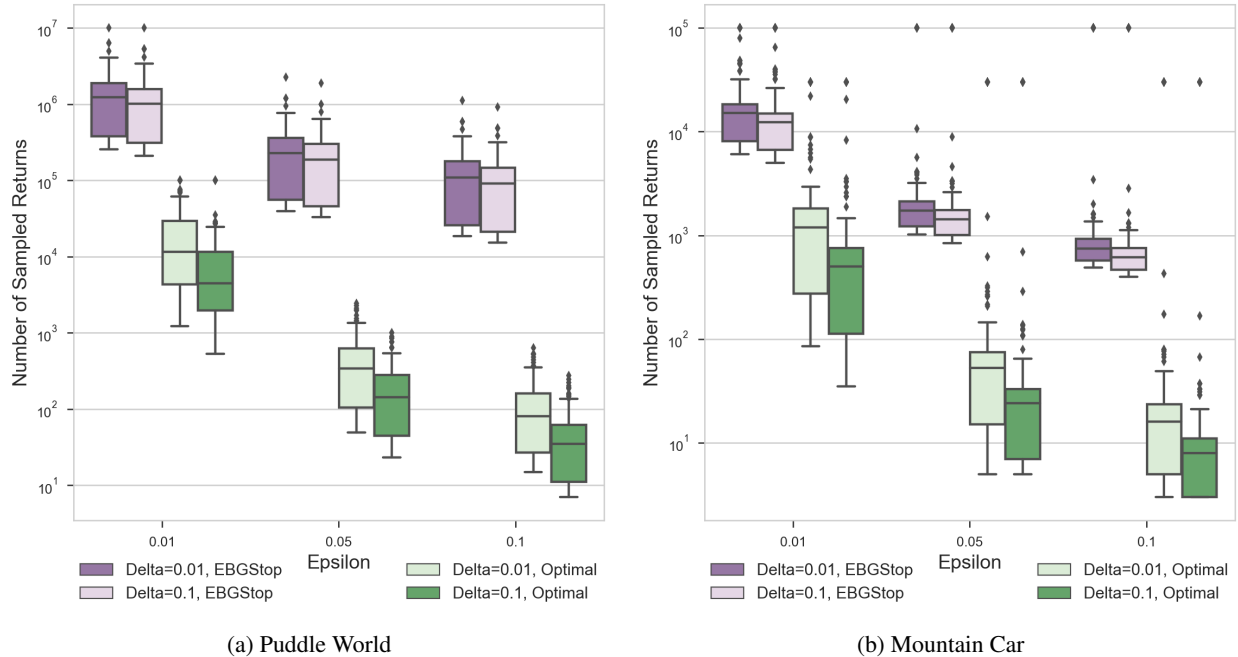 Number of Sampled Returns
10^7
10^6
10^5
10^4
10^3
10^2
10^1
0.01 0.05 0.1
Epsilon
Delta=0.01, EBGStop Delta=0.01, Optimal
Delta=0.1, EBGStop Delta=0.1, Optimal
(a) Puddle World
Number of Sampled Returns
10^5
10^4
10^3
10^2
10^1
0.01 0.05 0.1
Epsilon
Delta=0.01, EBGStop Delta=0.01, Optimal
Delta=0.1, EBGStop Delta=0.1, Optimal
(b) Mountain Car